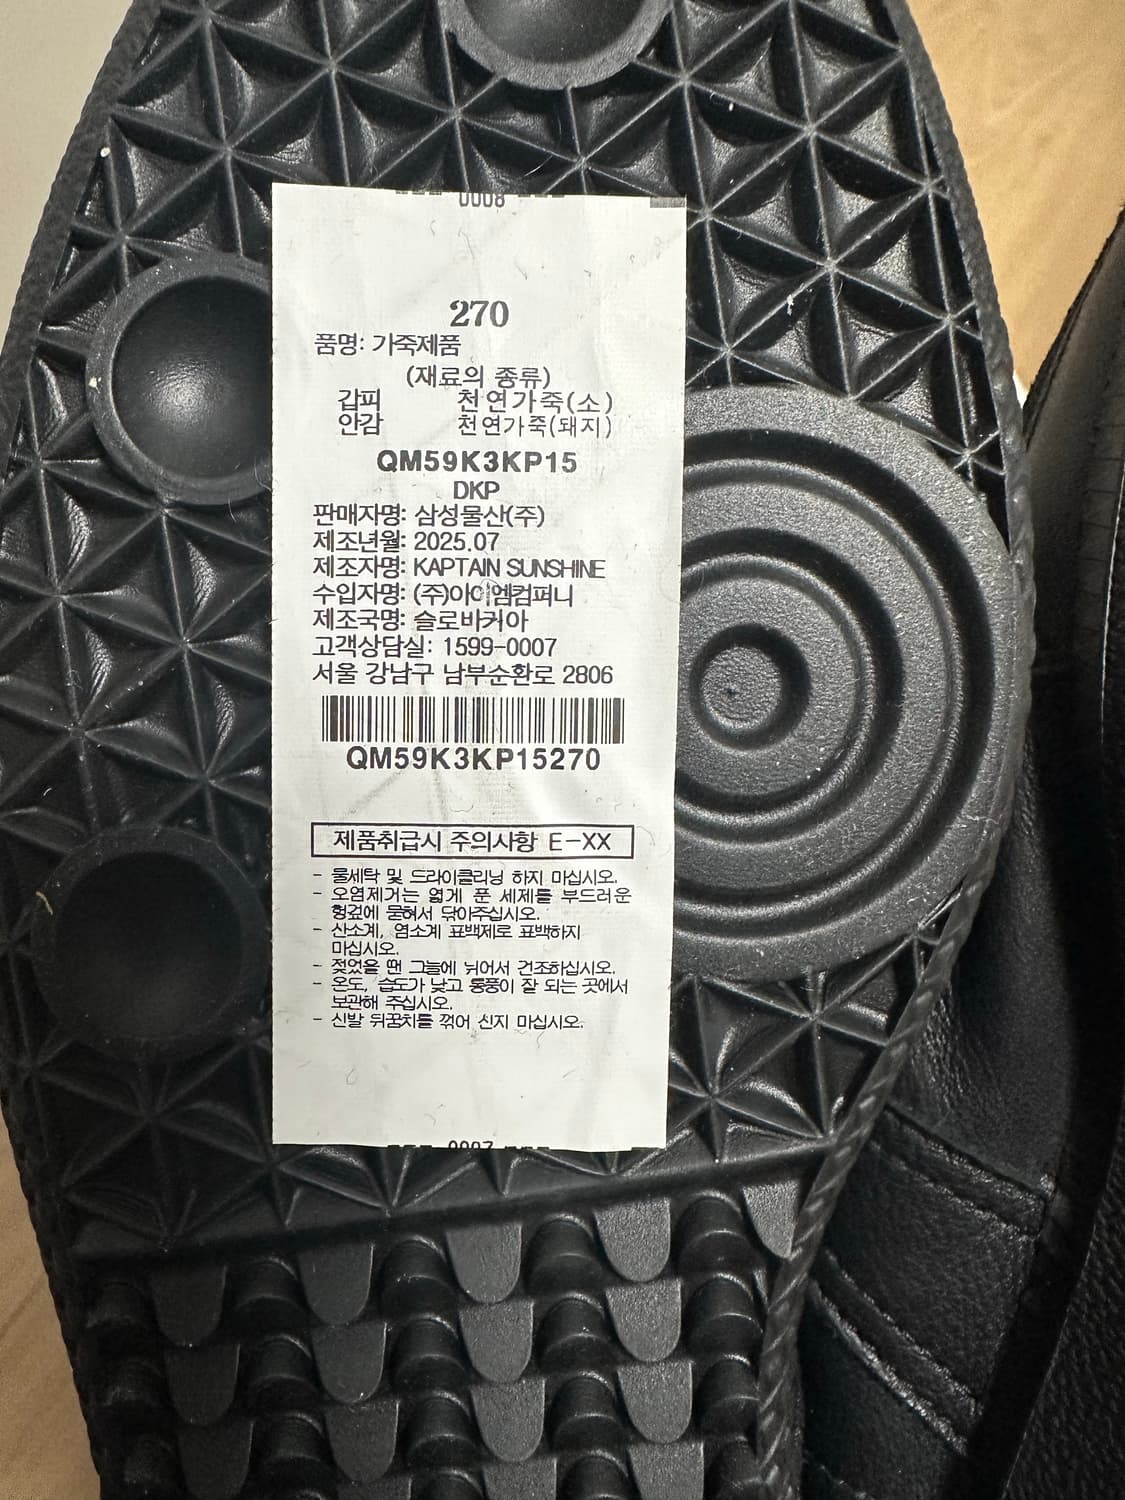 0008
270
품명: 가죽제품
(재료의 종류)
갑피 천연가죽(소)
안감 천연가죽(돼지)
QM59K3KP15
DKP
판매자명: 삼성물산(주)
제조년월: 2025.07
제조자명: KAPTAIN SUNSHINE
수입자명: (주)아이엠컴퍼니
제조국명: 슬로바키아
고객상담실: 1599-0007
서울 강남구 남부순환로 2806
QM59K3KP15270
제품취급시 주의사항 E-XX
- 물세탁 및 드라이클리닝 하지 마십시오.
- 오염제거는 엷게 푼 세제를 부드러운
헝겊에 묻혀서 닦아주십시오.
- 산소계, 염소계 표백제로 표백하지
마십시오.
- 젖었을 땐 그늘에 뉘어서 건조하십시오.
- 온도, 습도가 낮고 통풍이 잘 되는 곳에서
보관해 주십시오.
- 신발 뒤꿈치를 꺾어 신지 마십시오.
0007